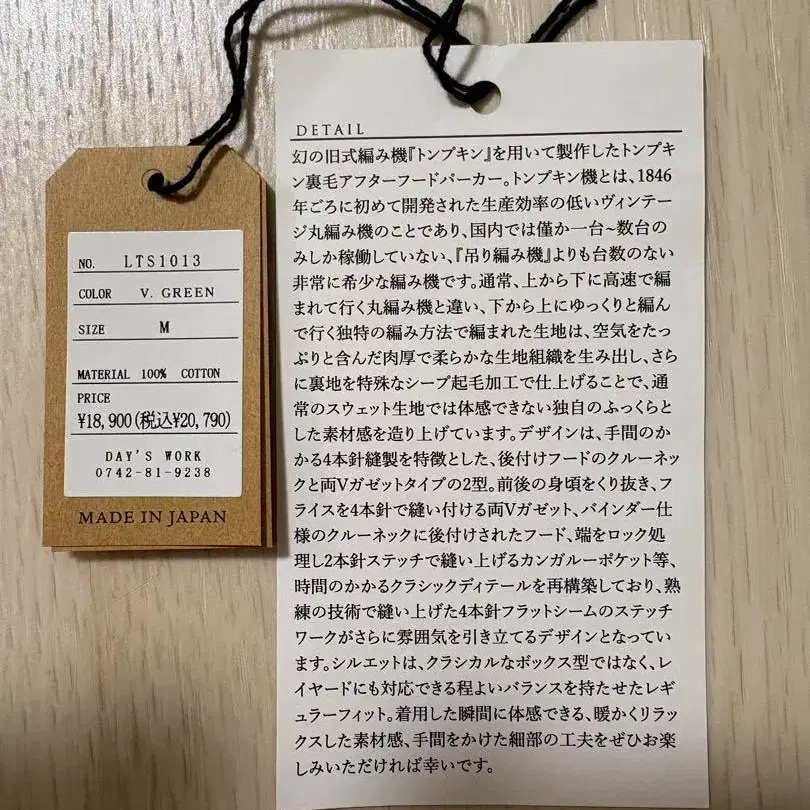 NO. LTS1013
COLOR V. GREEN
SIZE M
MATERIAL 100% COTTON
PRICE
¥18,900(税込¥20,790)
DAY'S WORK
0742-81-9238
MADE IN JAPAN
DETAIL
幻の旧式編み機『トンプキン』を用いて製作したトンプキ
ン裏毛アフターフードパーカー。トンプキン機とは、1846
年ごろに初めて開発された生産効率の低いヴィンテー
ジ丸編み機のことであり、国内では僅か一台~数台の
みしか稼働していない、『吊り編み機』よりも台数のない
非常に希少な編み機です。通常、上から下に高速で編
まれて行く丸編み機と違い、下から上にゆっくりと編ん
で行く独特の編み方法で編まれた生地は、空気をたっ
ぷりと含んだ肉厚で柔らかな生地組織を生み出し、さら
に裏地を特殊なシープ起毛加工で仕上げることで、通
常のスウェット生地では体感できない独自のふっくらと
した素材感を造り上げています。デザインは、手間のか
かる4本針縫製を特徴とした、後付けフードのクルーネッ
クと両Vガゼットタイプの2型。前後の身頃をくり抜き、フ
ライスを4本針で縫い付ける両Vガゼット、バインダー仕
様のクルーネックに後付けされたフード、端をロック処
理し2本針ステッチで縫い上げるカンガルーポケット等、
時間のかかるクラシックディテールを再構築しており、熟
練の技術で縫い上げた4本針フラットシームのステッチ
ワークがさらに雰囲気を引き立てるデザインとなってい
ます。シルエットは、クラシカルなボックス型ではなく、レ
イヤードにも対応できる程よいバランスを持たせたレギ
ュラーフィット。着用した瞬間に体感できる、暖かくリラッ
クスした素材感、手間をかけた細部の工夫をぜひお楽
しみいただければ幸いです。